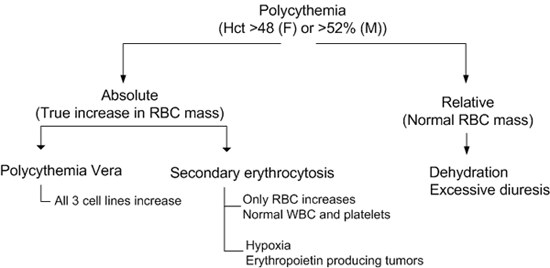 Polycythemia
(Hct >48 (F) or >52% (M))
Absolute
(True increase in RBC mass)
Relative
(Normal RBC mass)
Polycythemia Vera
All 3 cell lines increase
Secondary erythrocytosis
Only RBC increases
Normal WBC and platelets
Hypoxia
Erythropoietin producing tumors
Dehydration
Excessive diuresis